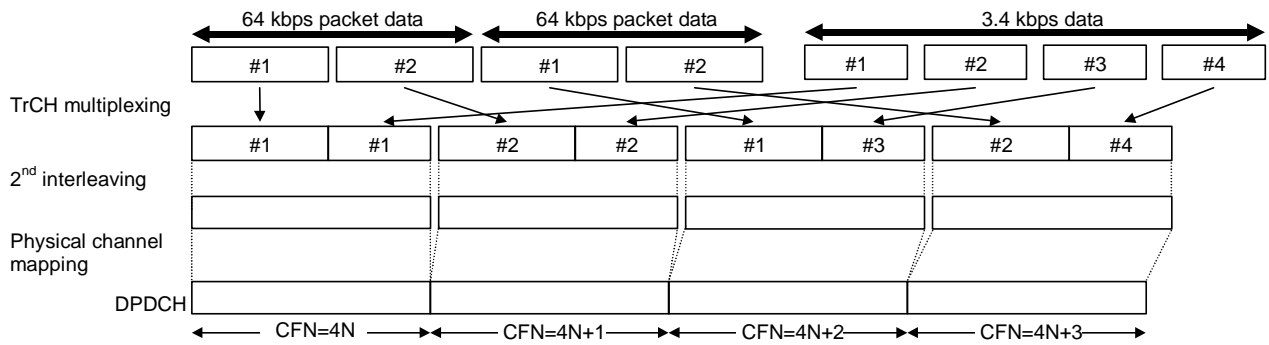 64 kbps packet data 64 kbps packet data 3.4 kbps data
#1 #2 #1 #2 #1 #2 #3 #4
TrCH multiplexing
#1 #1 #2 #2 #1 #3 #2 #4
2nd interleaving
Physical channel
mapping
DPDCH
CFN=4N CFN=4N+1 CFN=4N+2 CFN=4N+3